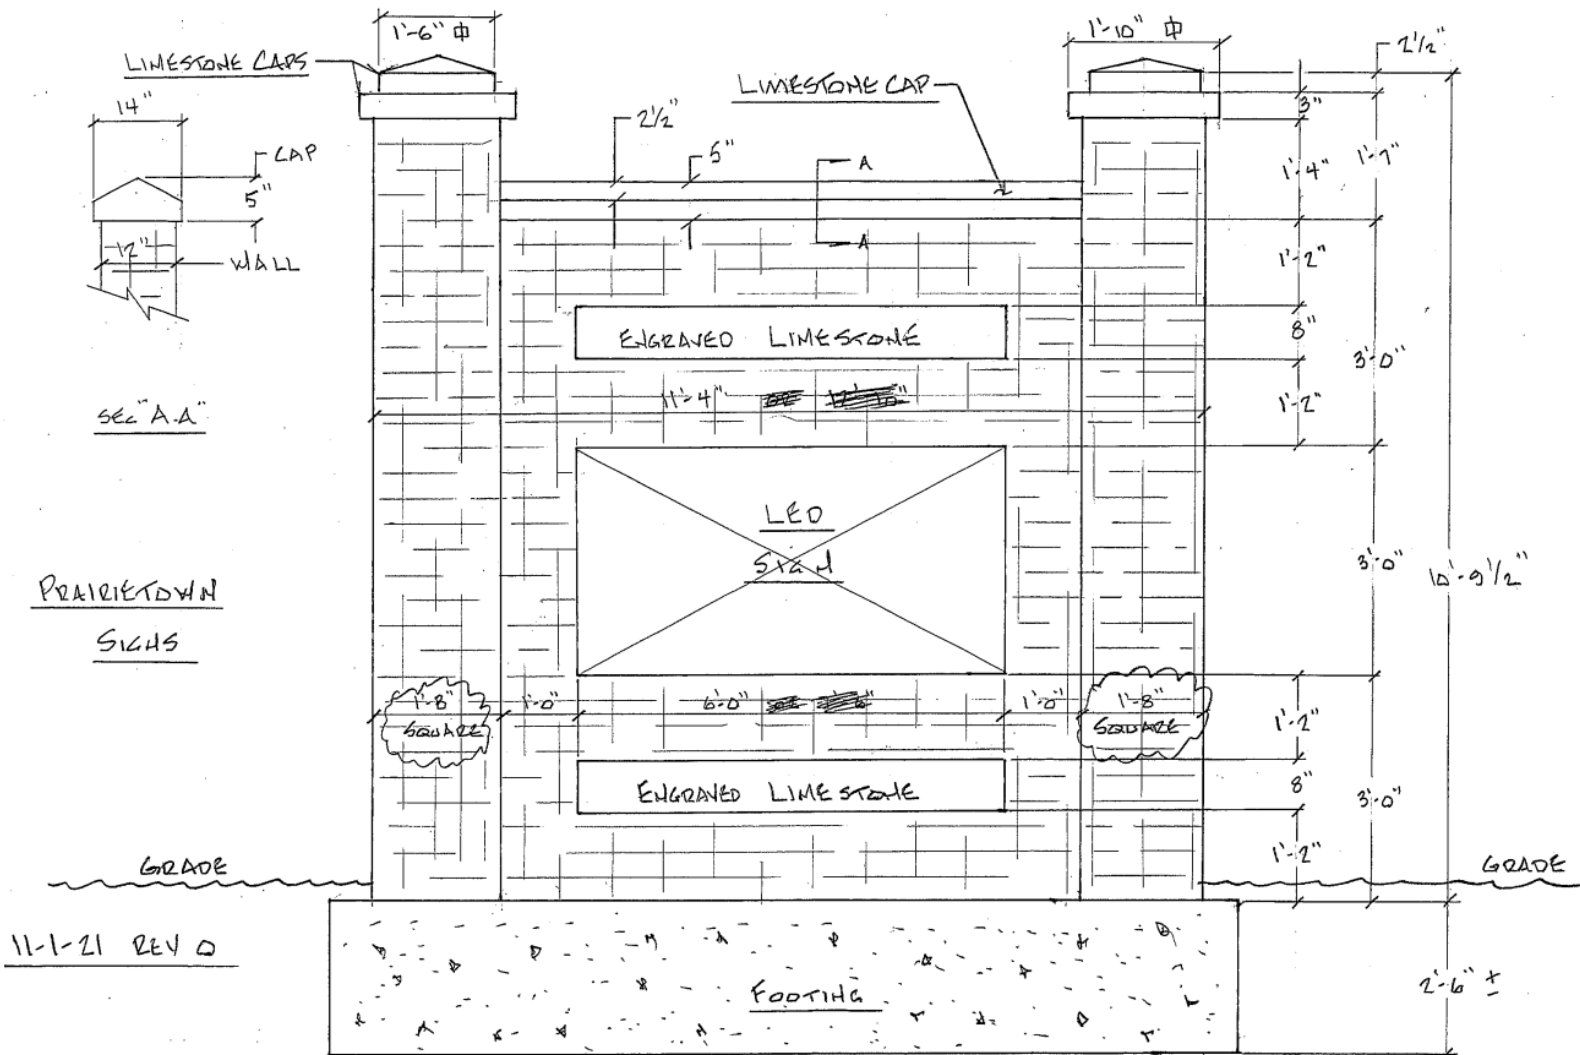 1'-6" ⌽
1'-10" ⌽
2 1/2"
LIMESTONE CAPS
LIMESTONE CAP
14"
3"
2 1/2"
CAP
5"
A
1'-4"
1'-7"
5"
12"
WALL
A
1'-2"
ENGRAVED LIMESTONE
8"
3'-0"
11'-4"
1'-2"
SEC "A-A"
LED
SIGN
3'-0"
10'-9 1/2"
PRAIRIETOWN
SIGNS
1'-8"
SQUARE
1'-0"
6'-0"
1'-0"
1'-8"
SQUARE
1'-2"
ENGRAVED LIMESTONE
8"
3'-0"
1'-2"
GRADE
GRADE
11-1-21 REV 0
FOOTING
2'-6" ±